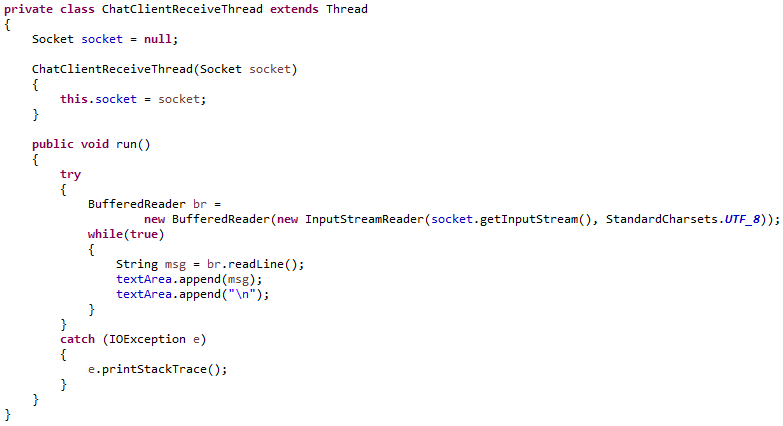 private class ChatClientReceiveThread extends Thread
{
    Socket socket = null;

    ChatClientReceiveThread(Socket socket)
    {
        this.socket = socket;
    }

    public void run()
    {
        try
        {
            BufferedReader br =
                    new BufferedReader(new InputStreamReader(socket.getInputStream(), StandardCharsets.UTF_8));
            while(true)
            {
                String msg = br.readLine();
                textArea.append(msg);
                textArea.append("\n");
            }
        }
        catch (IOException e)
        {
            e.printStackTrace();
        }
    }
}